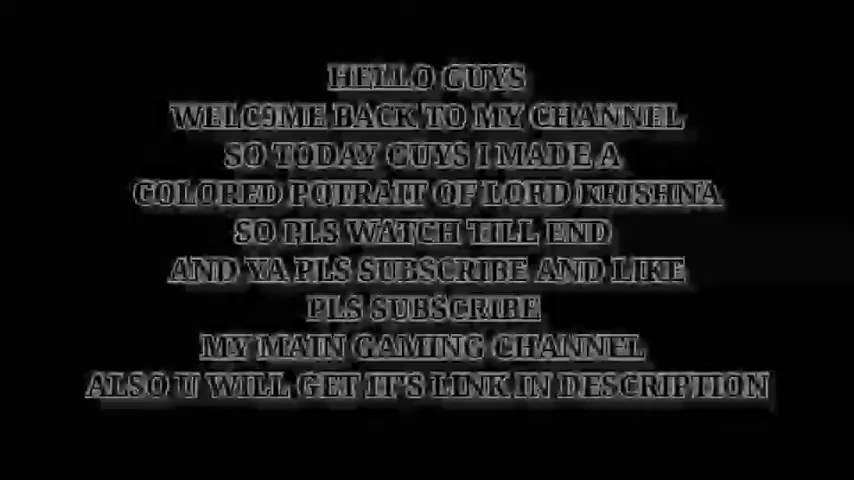 HELLO GUYS
WELC9ME BACK TO MY CHANNEL
SO TODAY GUYS I MADE A
COLORED POTRAIT OF LORD KRISHNA
SO PLS WATCH TILL END
AND YA PLS SUBSCRIBE AND LIKE
PLS SUBSCRIBE
MY MAIN GAMING CHANNEL
ALSO U WILL GET IT'S LINK IN DESCRIPTION